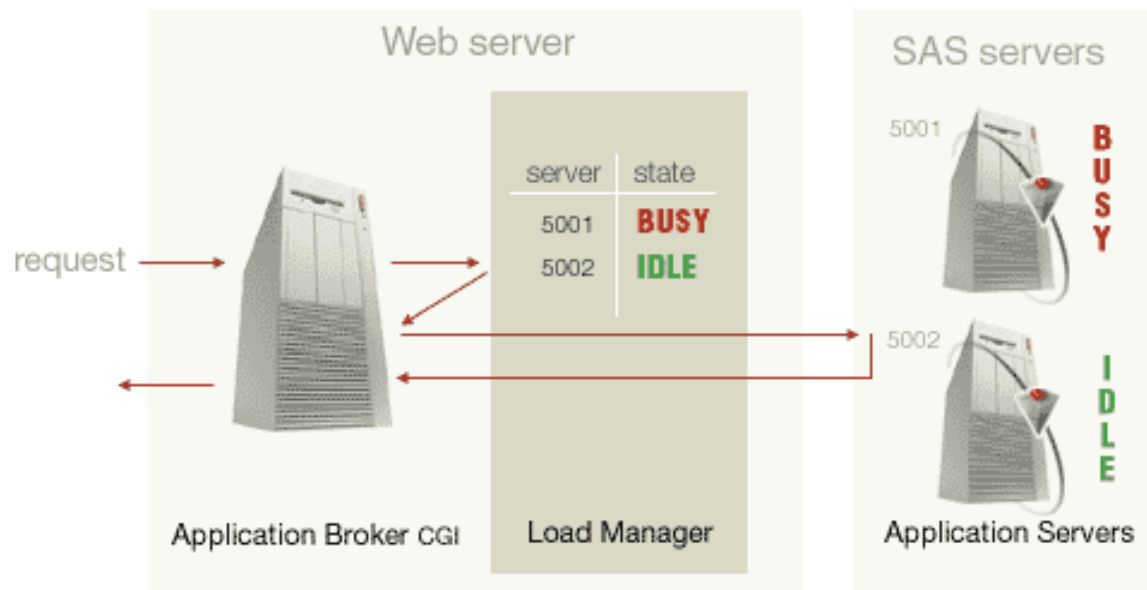 Web server
SAS servers
server state
5001 BUSY
5002 IDLE
request
5001
BUSY
5002
IDLE
Application Broker CGI
Load Manager
Application Servers